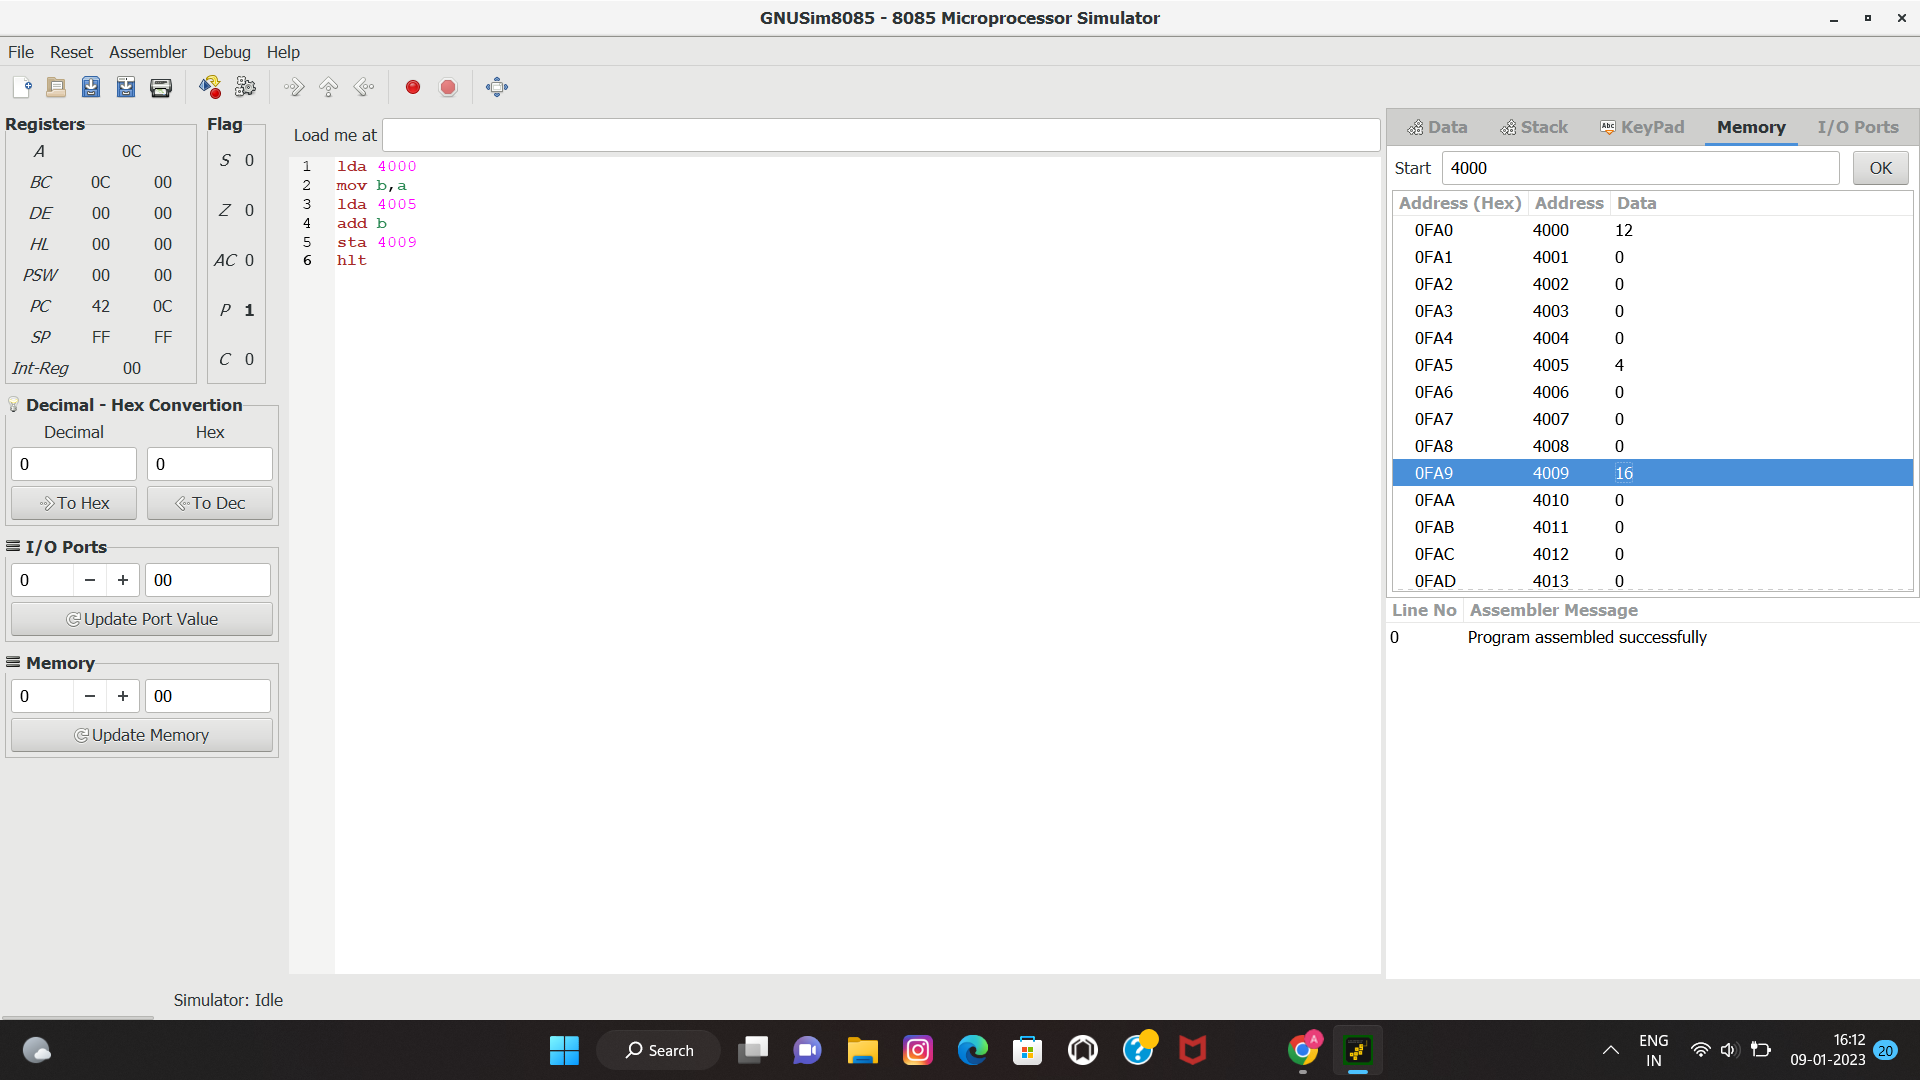 GNUSim8085 - 8085 Microprocessor Simulator
File Reset Assembler Debug Help
Registers
A 0C
BC 0C 00
DE 00 00
HL 00 00
PSW 00 00
PC 42 0C
SP FF FF
Int-Reg 00
Flag
S 0
Z 0
AC 0
P 1
C 0
Decimal - Hex Convertion
Decimal Hex
0 0
To Hex To Dec
I/O Ports
0 − + 00
Update Port Value
Memory
0 − + 00
Update Memory
Load me at
1 lda 4000
2 mov b,a
3 lda 4005
4 add b
5 sta 4009
6 hlt
Data Stack Abc KeyPad Memory I/O Ports
Start 4000 OK
Address (Hex) Address Data
0FA0 4000 12
0FA1 4001 0
0FA2 4002 0
0FA3 4003 0
0FA4 4004 0
0FA5 4005 4
0FA6 4006 0
0FA7 4007 0
0FA8 4008 0
0FA9 4009 16
0FAA 4010 0
0FAB 4011 0
0FAC 4012 0
0FAD 4013 0
Line No Assembler Message
0 Program assembled successfully
Simulator: Idle
Search
A
ENG
IN
16:12
09-01-2023
20